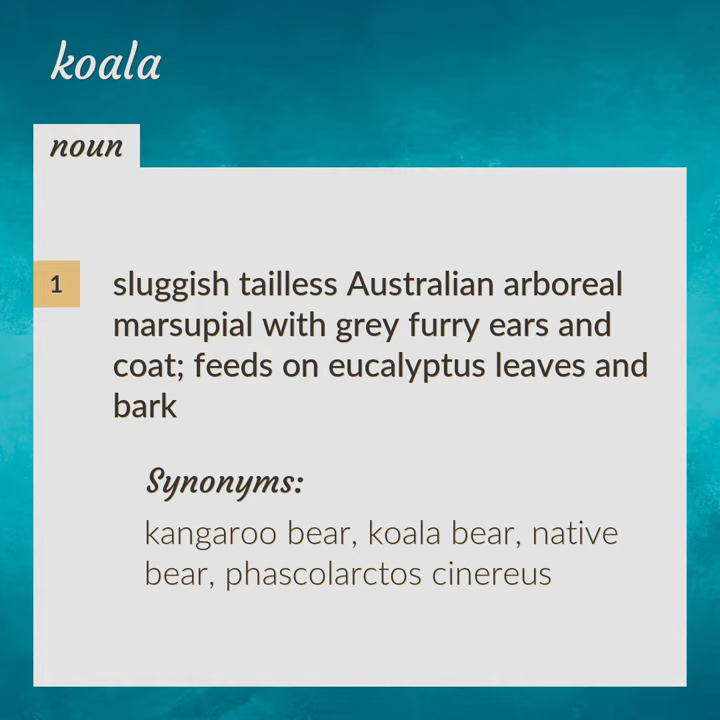 koala
noun
1
sluggish tailless Australian arboreal
marsupial with grey furry ears and
coat; feeds on eucalyptus leaves and
bark
Synonyms:
kangaroo bear, koala bear, native
bear, phascolarctos cinereus